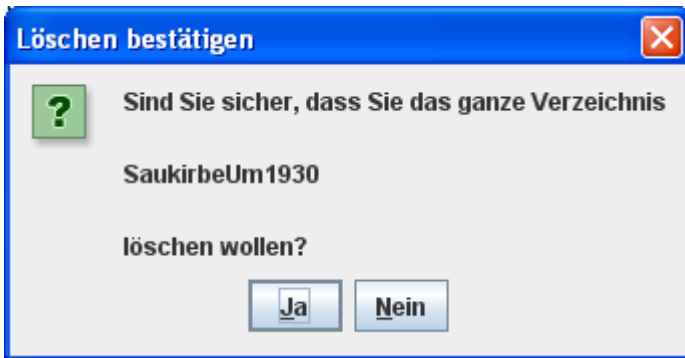 Löschen bestätigen
Sind Sie sicher, dass Sie das ganze Verzeichnis
SaukirbeUm1930
löschen wollen?
Ja Nein